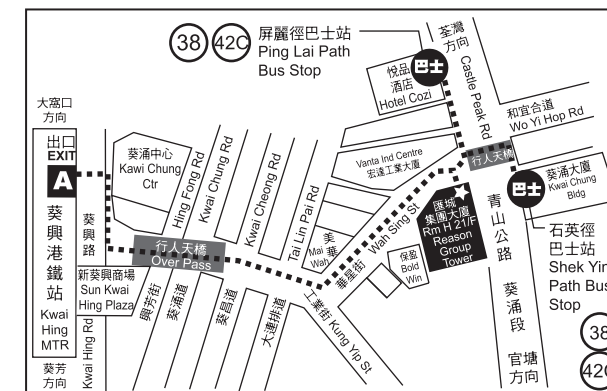 38
42C
屏麗徑巴士站
Ping Lai Path
Bus Stop
荃灣
方向
Castle Peak Rd
巴士
悅品
酒店
Hotel Cozi
和宜合道
Wo Yi Hop Rd
大窩口
方向
出口
EXIT
A
葵興港鐵站
Kwai
Hing
MTR
葵芳
方向
葵興路
Kwai Hing Rd
葵涌中心
Kawi Chung
Ctr
Hing Fong Rd
Kwai Chung Rd
Kwai Cheong Rd
Tai Lin Pai Rd
行人天橋
Over Pass
新葵興商場
Sun Kwai
Hing Plaza
興芳街
葵涌道
葵昌道
大連排道
工業街 Kung Yip St
美華
Mai
Wah
華星街 Wah Sing St
Vanta Ind Centre
宏達工業大廈
保盈
Bold
Win
匯城
集團大廈
Rm H 21/F
Reason
Group
Tower
行人天橋
巴士
葵涌大廈
Kwai Chung
Bldg
青山公路
葵涌段
官塘
方向
石英徑
巴士站
Shek Yin
Path Bus
Stop
38
42C